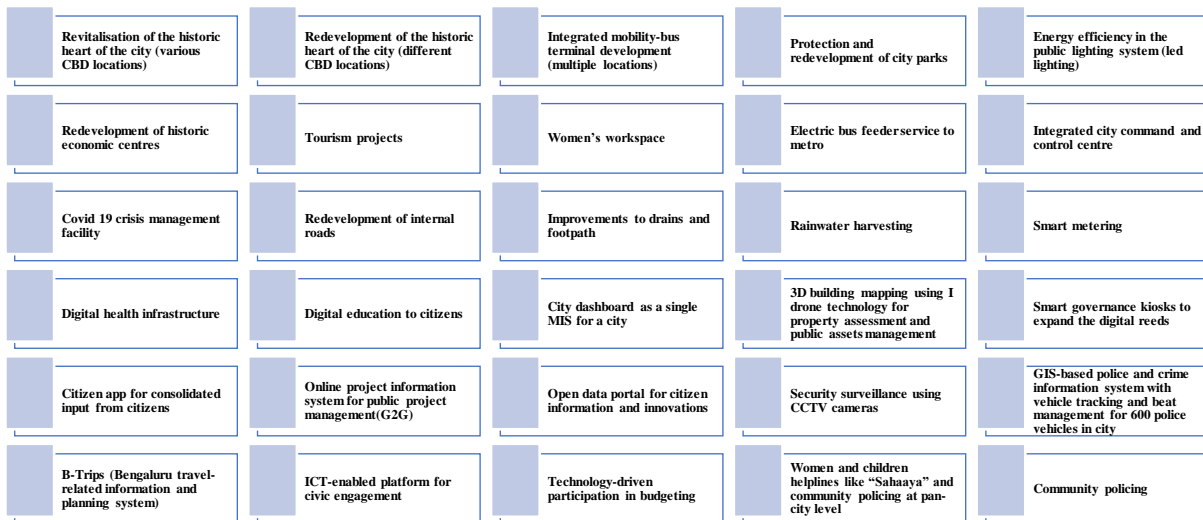 Revitalisation of the historic
heart of the city (various
CBD locations)
Redevelopment of the historic
heart of the city (different
CBD locations)
Integrated mobility-bus
terminal development
(multiple locations)
Protection and
redevelopment of city parks
Energy efficiency in the
public lighting system (led
lighting)
Redevelopment of historic
economic centres
Tourism projects
Women's workspace
Electric bus feeder service to
metro
Integrated city command and
control centre
Covid 19 crisis management
facility
Redevelopment of internal
roads
Improvements to drains and
footpath
Rainwater harvesting
Smart metering
Digital health infrastructure
Digital education to citizens
City dashboard as a single
MIS for a city
3D building mapping using I
drone technology for
property assessment and
public assets management
Smart governance kiosks to
expand the digital reeds
Citizen app for consolidated
input from citizens
Online project information
system for public project
management(G2G)
Open data portal for citizen
information and innovations
Security surveillance using
CCTV cameras
GIS-based police and crime
information system with
vehicle tracking and beat
management for 600 police
vehicles in city
B-Trips (Bengaluru travel-
related information and
planning system)
ICT-enabled platform for
civic engagement
Technology-driven
participation in budgeting
Women and children
helplines like “Sahaaya” and
community policing at pan-
city level
Community policing